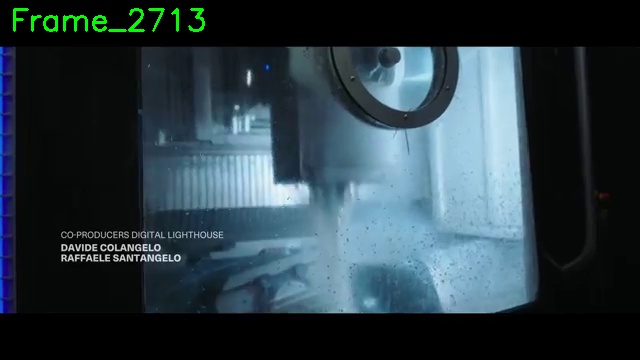 Frame_2713
CO-PRODUCERS DIGITAL LIGHTHOUSE
DAVIDE COLANGELO
RAFFAELE SANTANGELO